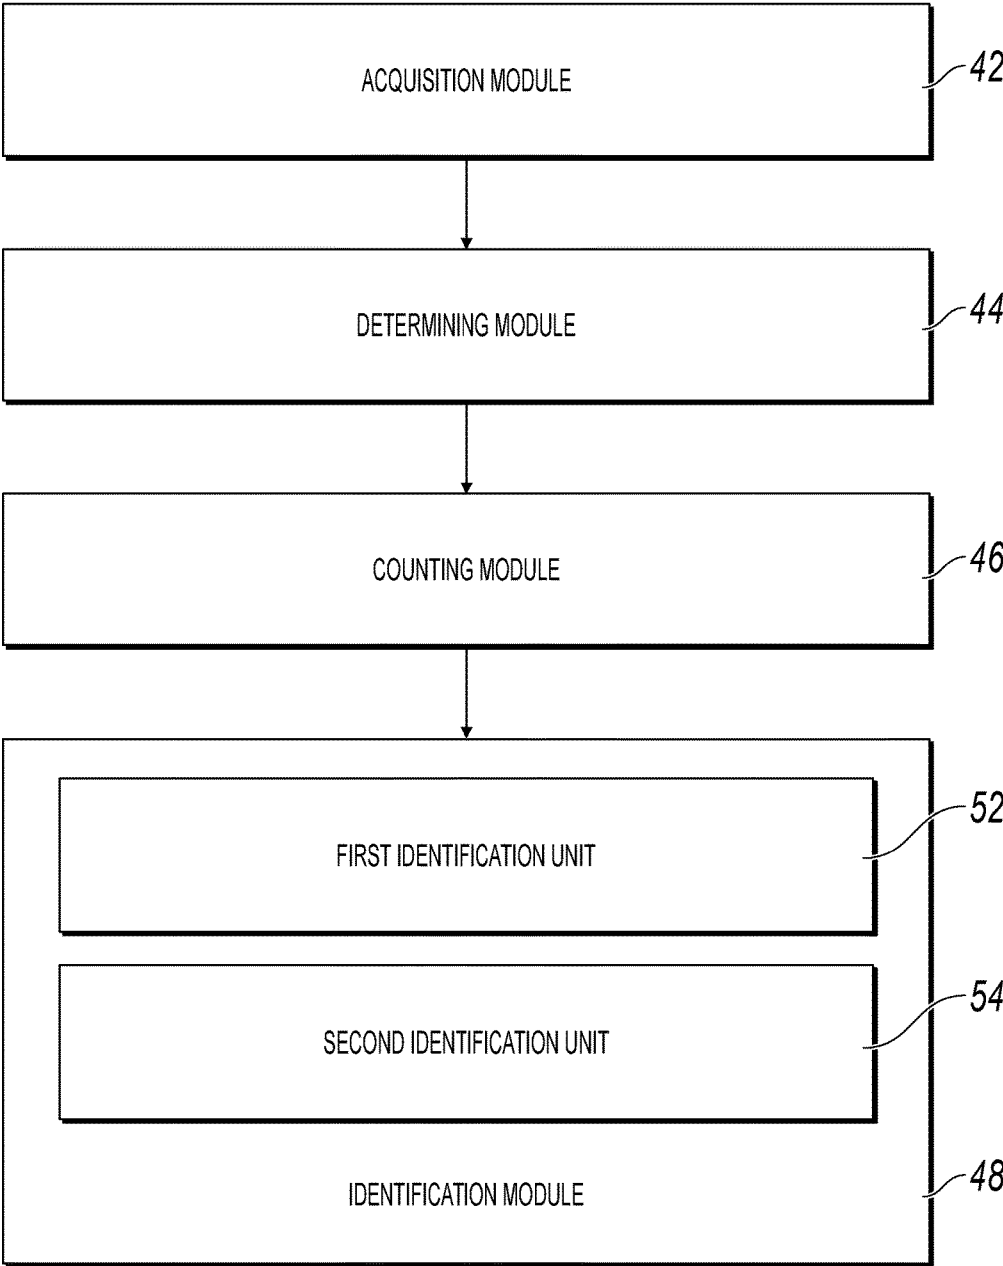 ACQUISITION MODULE
42
DETERMINING MODULE
44
COUNTING MODULE
46
FIRST IDENTIFICATION UNIT
52
SECOND IDENTIFICATION UNIT
54
IDENTIFICATION MODULE
48